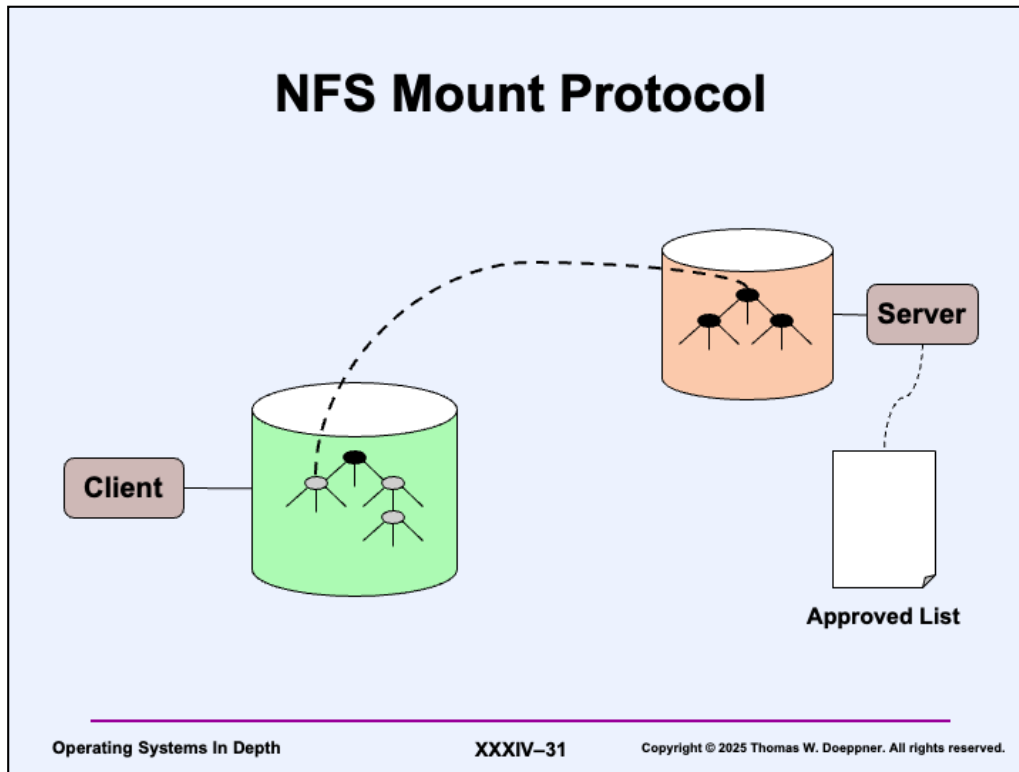 NFS Mount Protocol
Server
Client
Approved List
Operating Systems In Depth
XXXIV–31
Copyright © 2025 Thomas W. Doeppner. All rights reserved.